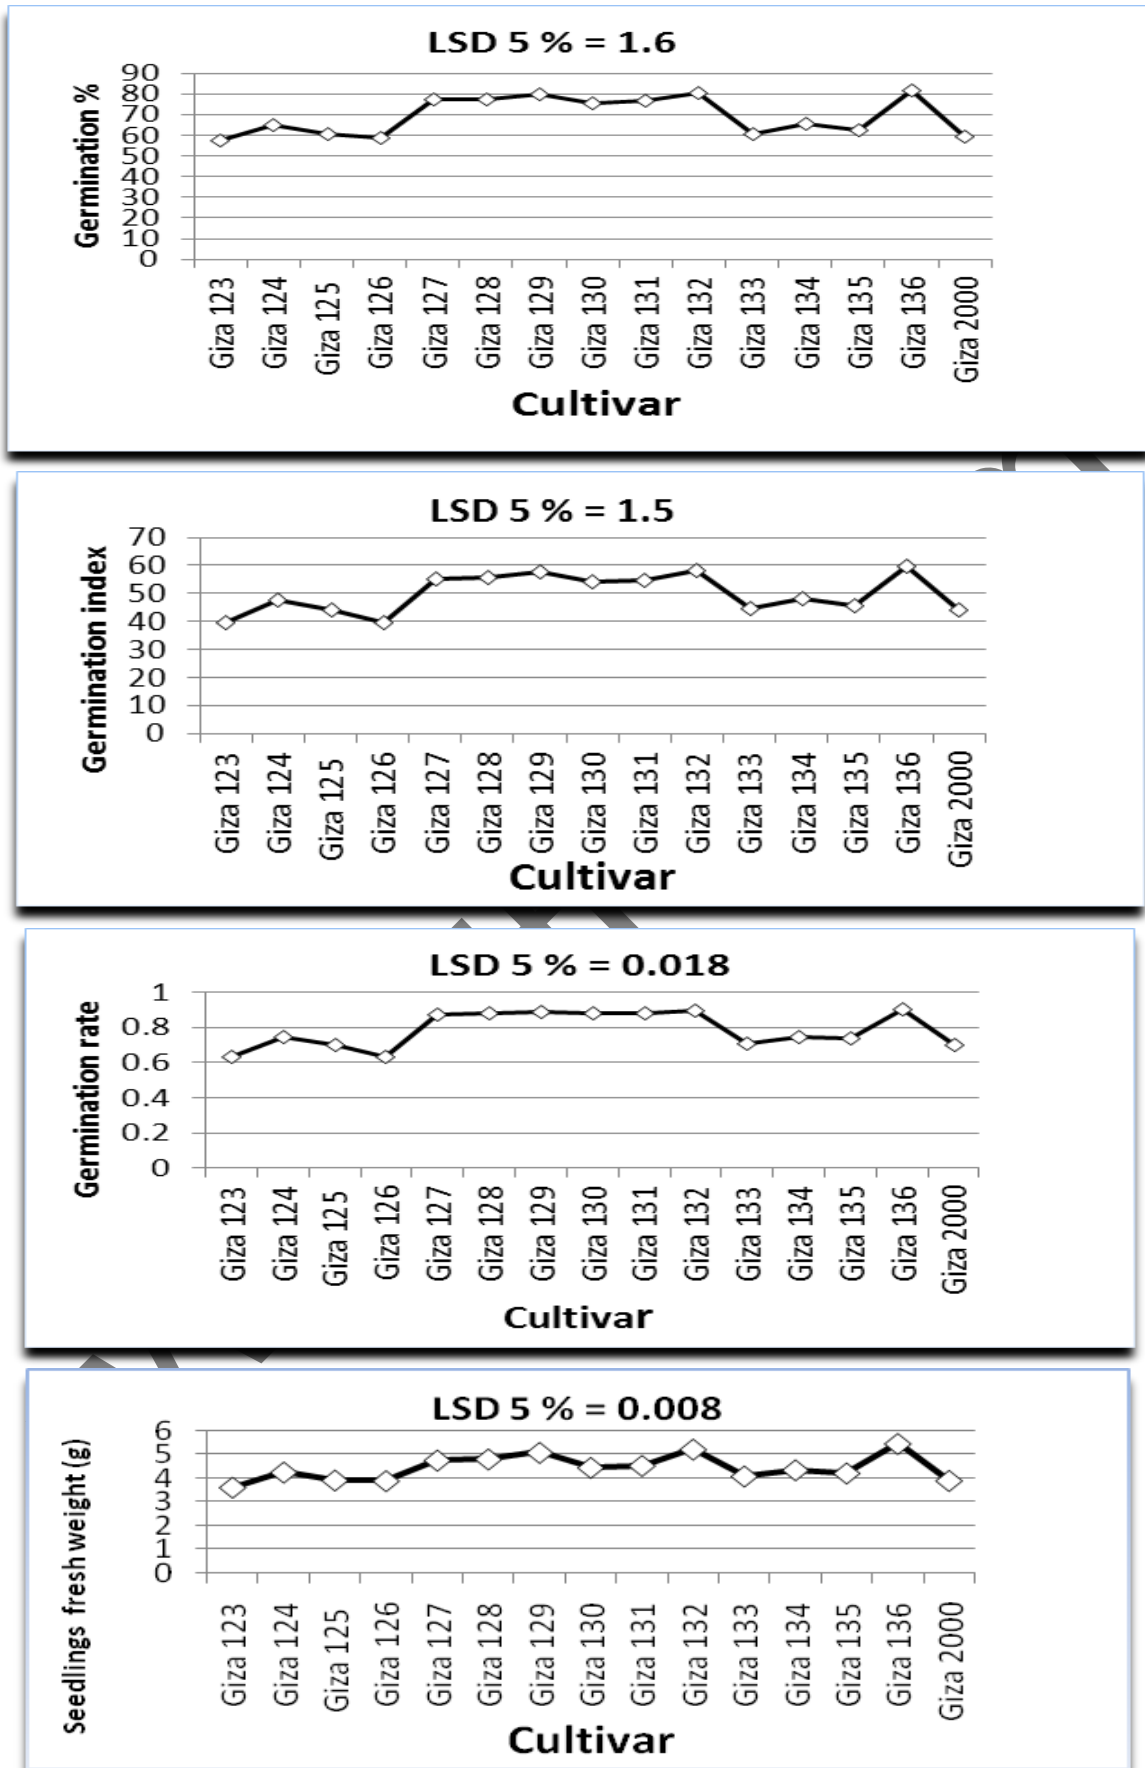 LSD 5 % = 1.6
Germination %
90
80
70
60
50
40
30
20
10
0
Giza 123
Giza 124
Giza 125
Giza 126
Giza 127
Giza 128
Giza 129
Giza 130
Giza 131
Giza 132
Giza 133
Giza 134
Giza 135
Giza 136
Giza 2000
Cultivar
LSD 5 % = 1.5
Germination index
70
60
50
40
30
20
10
0
Giza 123
Giza 124
Giza 125
Giza 126
Giza 127
Giza 128
Giza 129
Giza 130
Giza 131
Giza 132
Giza 133
Giza 134
Giza 135
Giza 136
Giza 2000
Cultivar
LSD 5 % = 0.018
Germination rate
1
0.8
0.6
0.4
0.2
0
Giza 123
Giza 124
Giza 125
Giza 126
Giza 127
Giza 128
Giza 129
Giza 130
Giza 131
Giza 132
Giza 133
Giza 134
Giza 135
Giza 136
Giza 2000
Cultivar
LSD 5 % = 0.008
Seedlings fresh weight (g)
6
5
4
3
2
1
0
Giza 123
Giza 124
Giza 125
Giza 126
Giza 127
Giza 128
Giza 129
Giza 130
Giza 131
Giza 132
Giza 133
Giza 134
Giza 135
Giza 136
Giza 2000
Cultivar